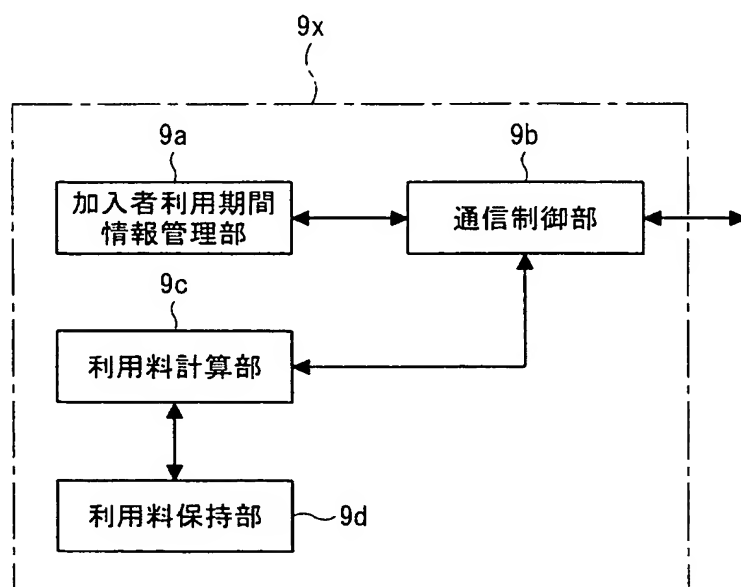 9x
9a
加入者利用期間
情報管理部
9b
通信制御部
9c
利用料計算部
利用料保持部
9d